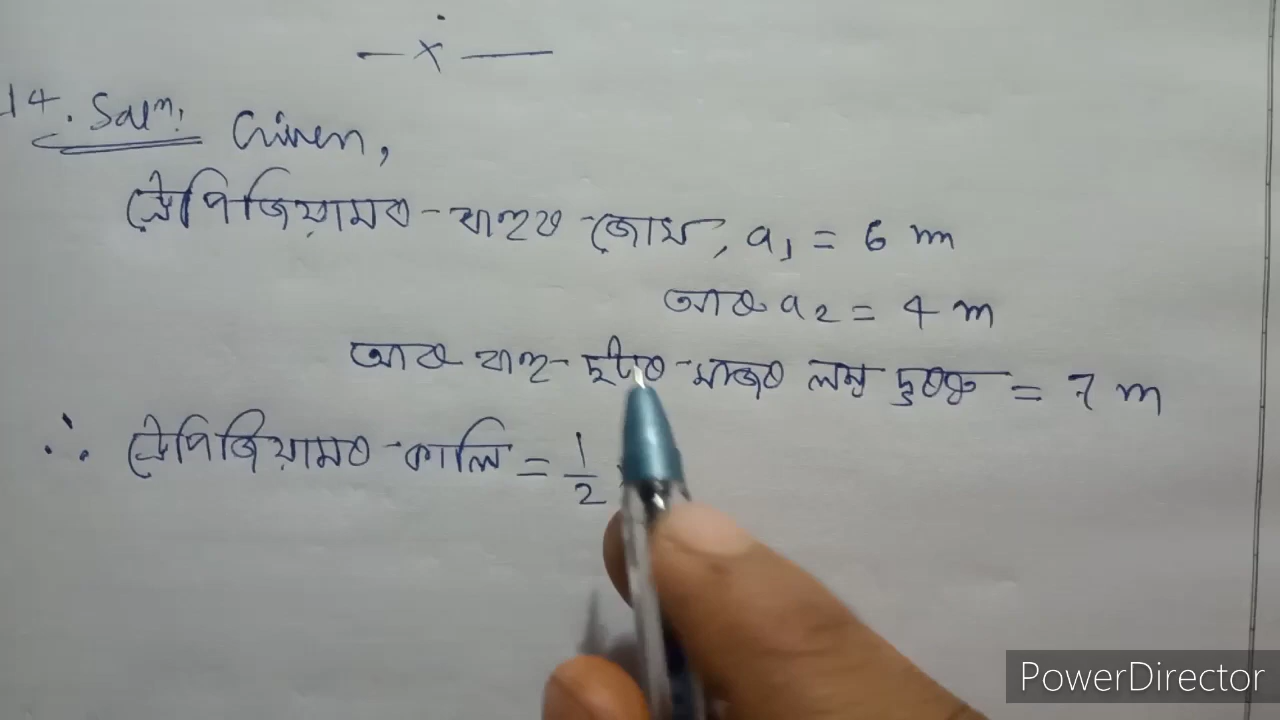 — x —
14. Solⁿ. Given,
ট্ৰেপিজিয়ামৰ বাহুৰ জোখ, a₁ = 6 m
আৰু a₂ = 4 m
আৰু বাহু দুটাৰ মাজৰ লম্ব দুৰত্ব = 7 m
∴ ট্ৰেপিজিয়ামৰ কালি = 1/2
PowerDirector